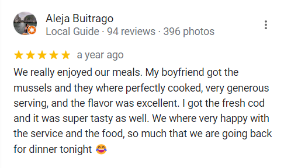 Aleja Buitrago
Local Guide · 94 reviews · 396 photos
a year ago
We really enjoyed our meals. My boyfriend got the
mussels and they where perfectly cooked, very generous
serving, and the flavor was excellent. I got the fresh cod
and it was super tasty as well. We where very happy with
the service and the food, so much that we are going back
for dinner tonight 😂